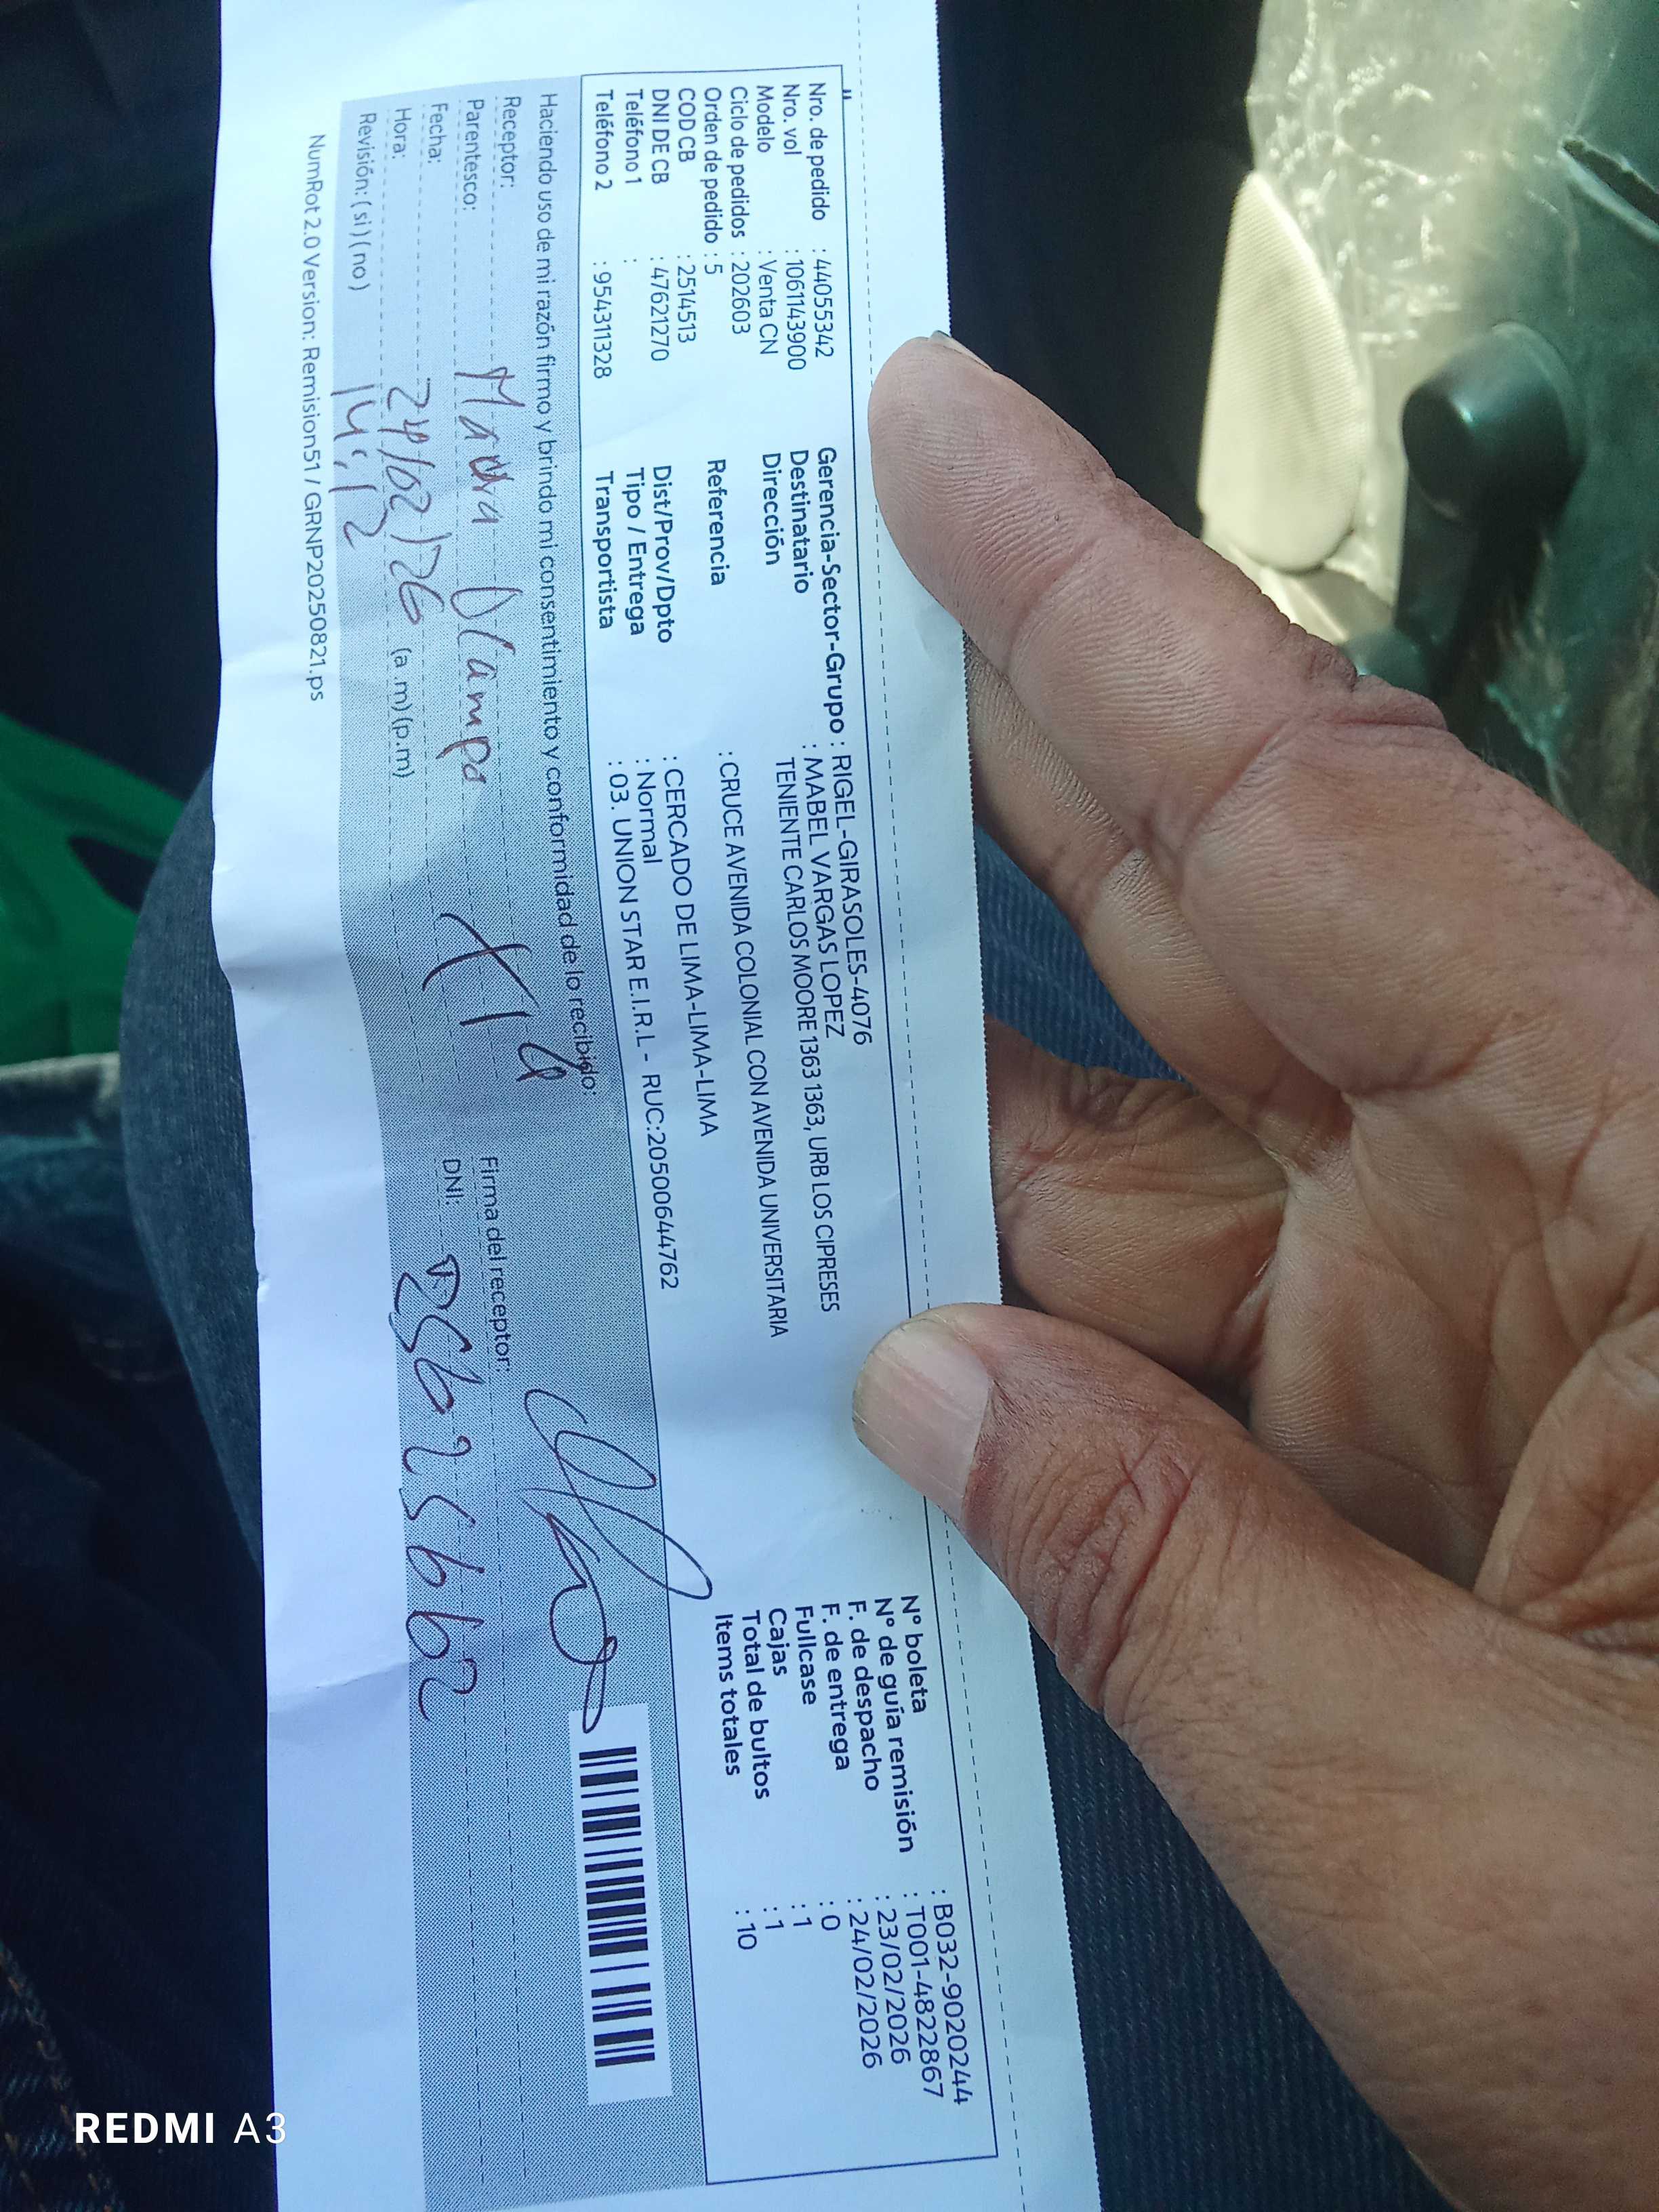 Nro. de pedido : 44055342
Nro. vol : 1061143900
Modelo : Venta CN
Ciclo de pedidos : 202603
Orden de pedido : 5
COD CB : 2514513
DNI DE CB : 47621270
Teléfono 1 :
Teléfono 2 : 954311328
Gerencia-Sector-Grupo : RIGEL-GIRASOLES-4076
Destinatario : MABEL VARGAS LOPEZ
Dirección : TENIENTE CARLOS MOORE 1363 1363, URB LOS CIPRESES
Referencia : CRUCE AVENIDA COLONIAL CON AVENIDA UNIVERSITARIA
Dist/Prov/Dpto : CERCADO DE LIMA-LIMA-LIMA
Tipo / Entrega : Normal
Transportista : 03. UNION STAR E.I.R.L - RUC:20500644762
Nº boleta : B032-9020244
Nº de guía remisión : T001-4822867
F. de despacho : 23/02/2026
F. de entrega : 24/02/2026
Fullcase : 0
Cajas : 1
Total de bultos : 1
Items totales : 10
Haciendo uso de mi razón firmo y brindo mi consentimiento y conformidad de lo recibido:
Receptor:
Parentesco:
Fecha: 24/02/26
Hora: 14:12 (a .m) (p.m)
Revisión: ( si ) ( no )
Firma del receptor:
DNI: 25625662
NumRot 2.0 Version: Remision51 / GRNP20250821.ps
REDMI A3